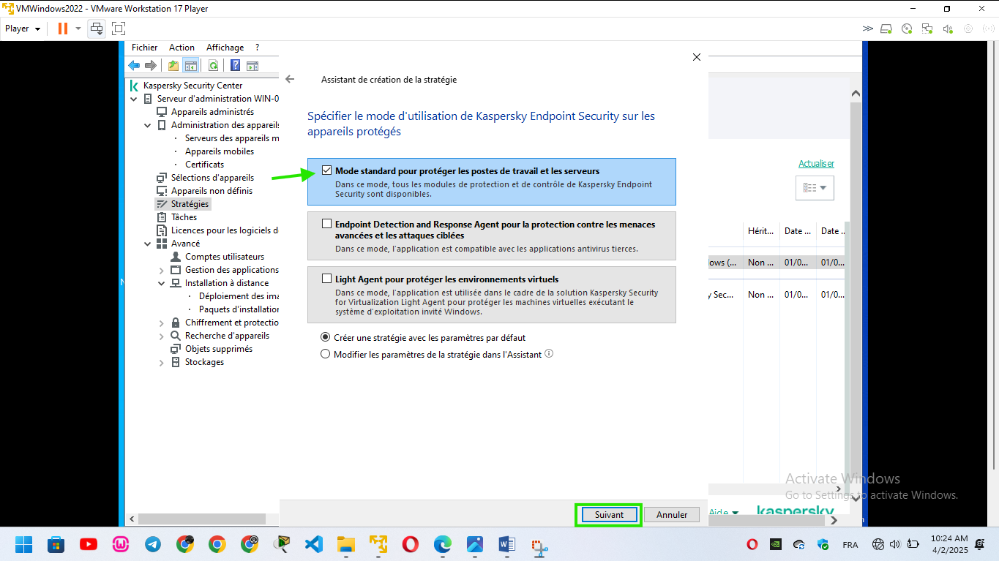 VMWindows2022 - VMware Workstation 17 Player
Player
Fichier Action Affichage ?
Kaspersky Security Center
Serveur d'administration WIN-0
Appareils administrés
Administration des appareils
Serveurs des appareils m
Appareils mobiles
Certificats
Sélections d'appareils
Appareils non définis
Stratégies
Tâches
Licences pour les logiciels d
Avancé
Comptes utilisateurs
Gestion des applications
Installation à distance
Déploiement des ima
Paquets d'installation
Chiffrement et protectio
Recherche d'appareils
Objets supprimés
Stockages
Assistant de création de la stratégie
Spécifier le mode d'utilisation de Kaspersky Endpoint Security sur les
appareils protégés
Mode standard pour protéger les postes de travail et les serveurs
Dans ce mode, tous les modules de protection et de contrôle de Kaspersky Endpoint
Security sont disponibles.
Endpoint Detection and Response Agent pour la protection contre les menaces
avancées et les attaques ciblées
Dans ce mode, l'application est compatible avec les applications antivirus tierces.
Light Agent pour protéger les environnements virtuels
Dans ce mode, l'application est utilisée dans le cadre de la solution Kaspersky Security
for Virtualization Light Agent pour protéger les machines virtuelles exécutant le
système d'exploitation invité Windows.
Créer une stratégie avec les paramètres par défaut
Modifier les paramètres de la stratégie dans l'Assistant
Suivant Annuler
Actualiser
Hérit... Date ... Date ..
lows (... Non ... 01/0... 01/0...
y Sec... Non ... 01/0... 01/0...
Activate Windows
Go to Settings to activate Windows.
Aide kaspersky
FRA
10:24 AM
4/2/2025